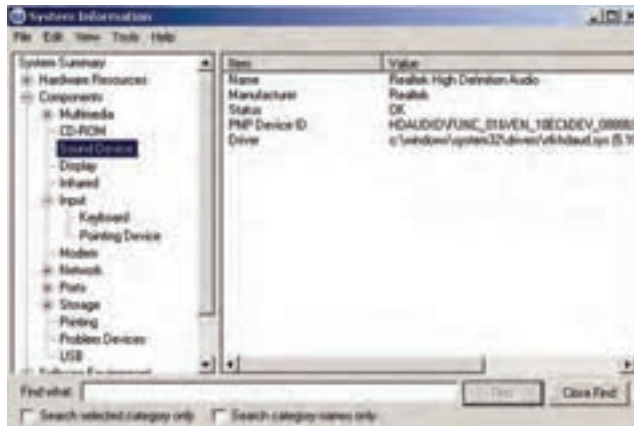 System Information
File Edit View Tools Help
System Summary
Hardware Resources
Components
Multimedia
CD-ROM
Sound Device
Display
Infrared
Input
Keyboard
Pointing Device
Modem
Network
Ports
Storage
Printing
Problem Devices
USB
Software Environment
Item Value
Name Realtek High Definition Audio
Manufacturer Realtek
Status OK
PNP Device ID
Driver
Find what:
Find Close Find
Search selected category only Search category names only